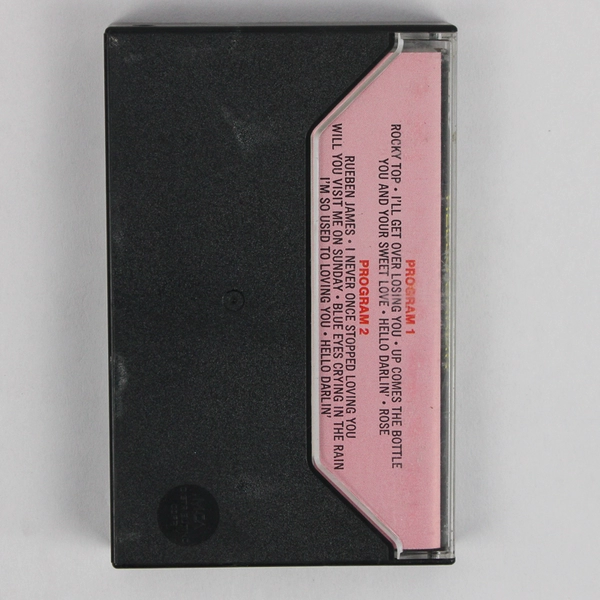 PROGRAM 1
ROCKY TOP • I'LL GET OVER LOSING YOU • UP COMES THE BOTTLE
YOU AND YOUR SWEET LOVE • HELLO DARLIN' • ROSE
PROGRAM 2
RUEBEN JAMES • I NEVER ONCE STOPPED LOVING YOU
WILL YOU VISIT ME ON SUNDAY • BLUE EYES CRYING IN THE RAIN
I'M SO USED TO LOVING YOU • HELLO DARLIN'